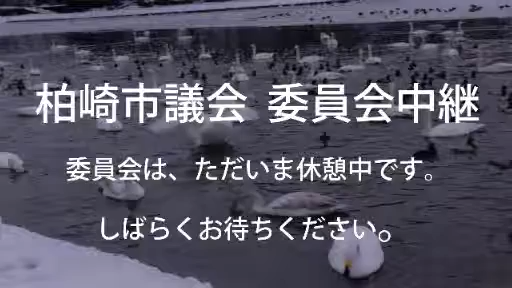 柏崎市議会 委員会中継
委員会は、ただいま休憩中です。
しばらくお待ちください。